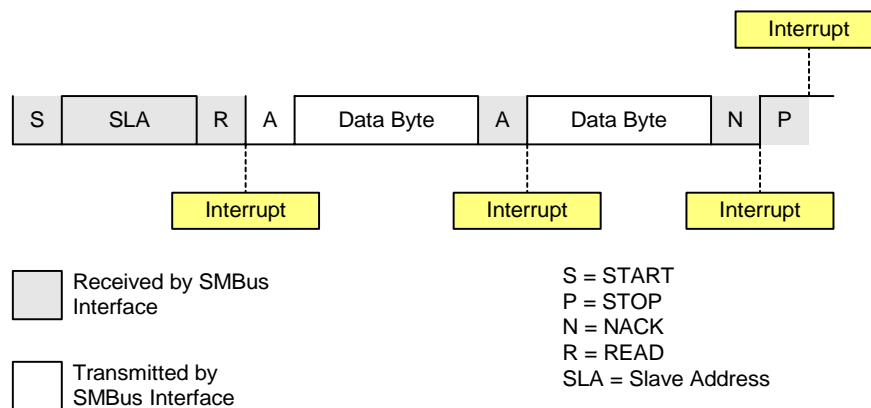 Interrupt
S SLA R A Data Byte A Data Byte N P
Interrupt Interrupt Interrupt
Received by SMBus
Interface
Transmitted by
SMBus Interface
S = START
P = STOP
N = NACK
R = READ
SLA = Slave Address